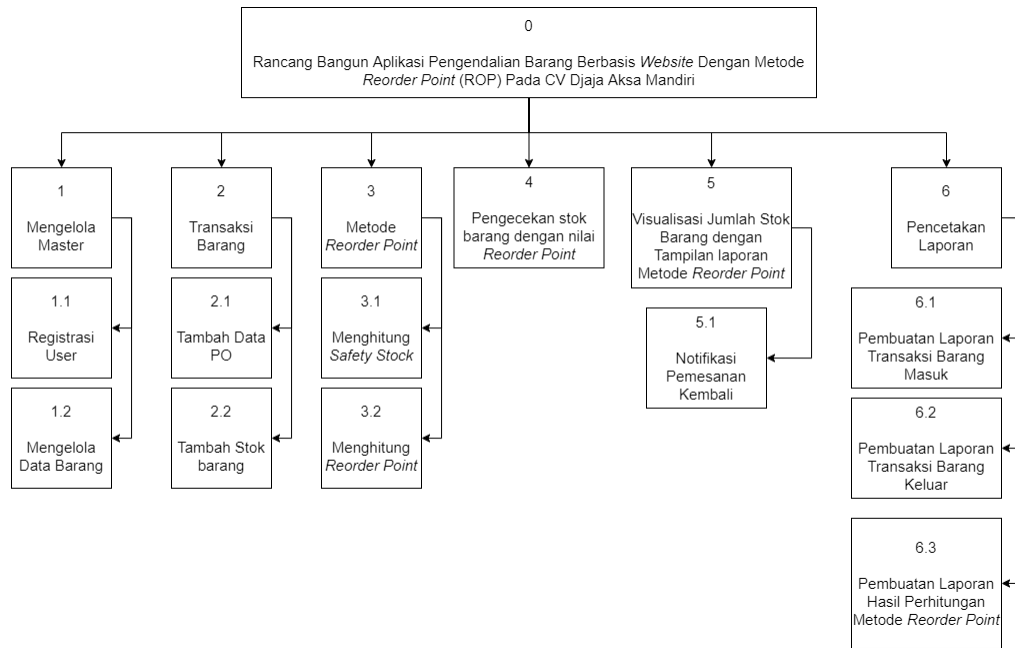 0
Rancang Bangun Aplikasi Pengendalian Barang Berbasis Website Dengan Metode
Reorder Point (ROP) Pada CV Djaja Aksa Mandiri
1
Mengelola
Master
1.1
Registrasi
User
1.2
Mengelola
Data Barang
2
Transaksi
Barang
2.1
Tambah Data
PO
2.2
Tambah Stok
barang
3
Metode
Reorder Point
3.1
Menghitung
Safety Stock
3.2
Menghitung
Reorder Point
4
Pengecekan stok
barang dengan nilai
Reorder Point
5
Visualisasi Jumlah Stok
Barang dengan
Tampilan laporan
Metode Reorder Point
5.1
Notifikasi
Pemesanan
Kembali
6
Pencetakan
Laporan
6.1
Pembuatan Laporan
Transaksi Barang
Masuk
6.2
Pembuatan Laporan
Transaksi Barang
Keluar
6.3
Pembuatan Laporan
Hasil Perhitungan
Metode Reorder Point